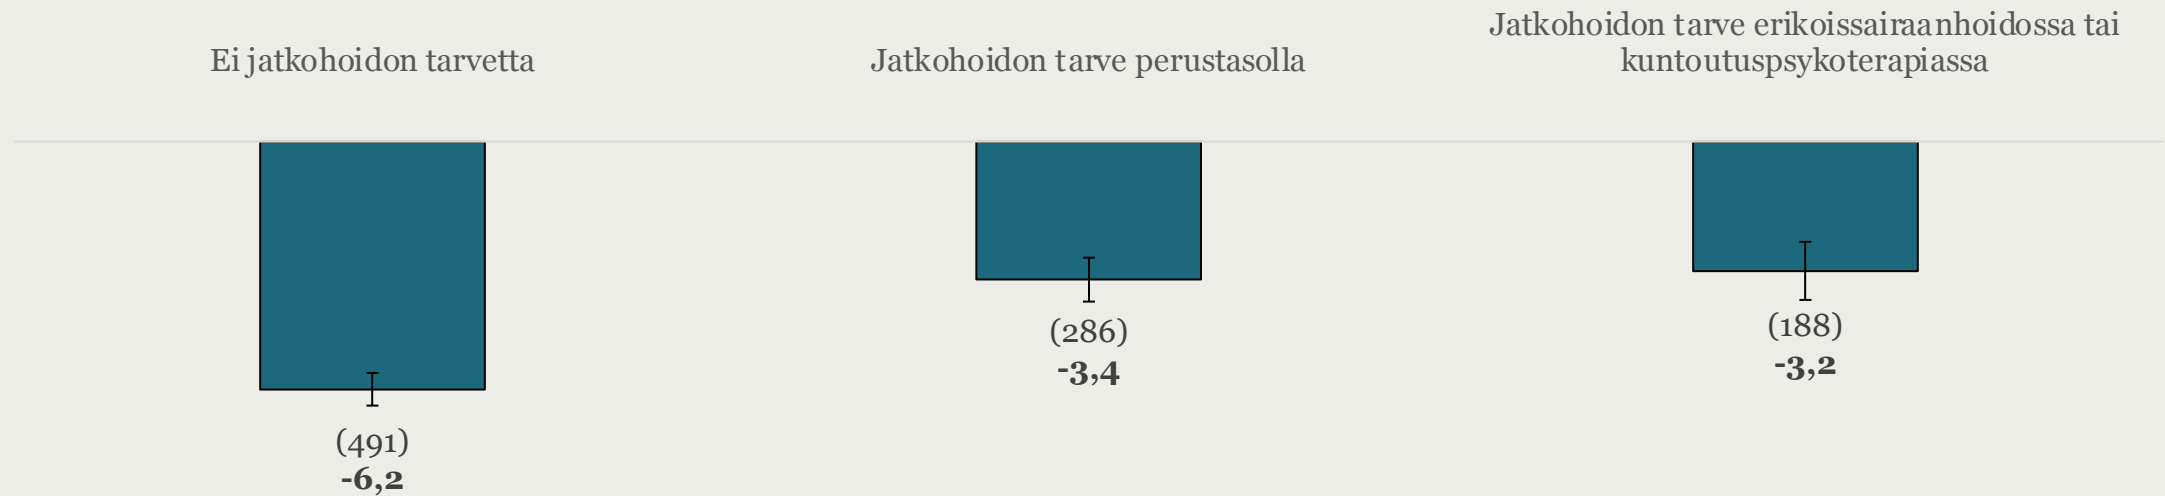 Ei jatkohoidon tarvetta
Jatkohoidon tarve perustasolla
Jatkohoidon tarve erikoissairaanhoidossa tai
kuntoutuspsykoterapiassa
(491)
-6,2
(286)
-3,4
(188)
-3,2